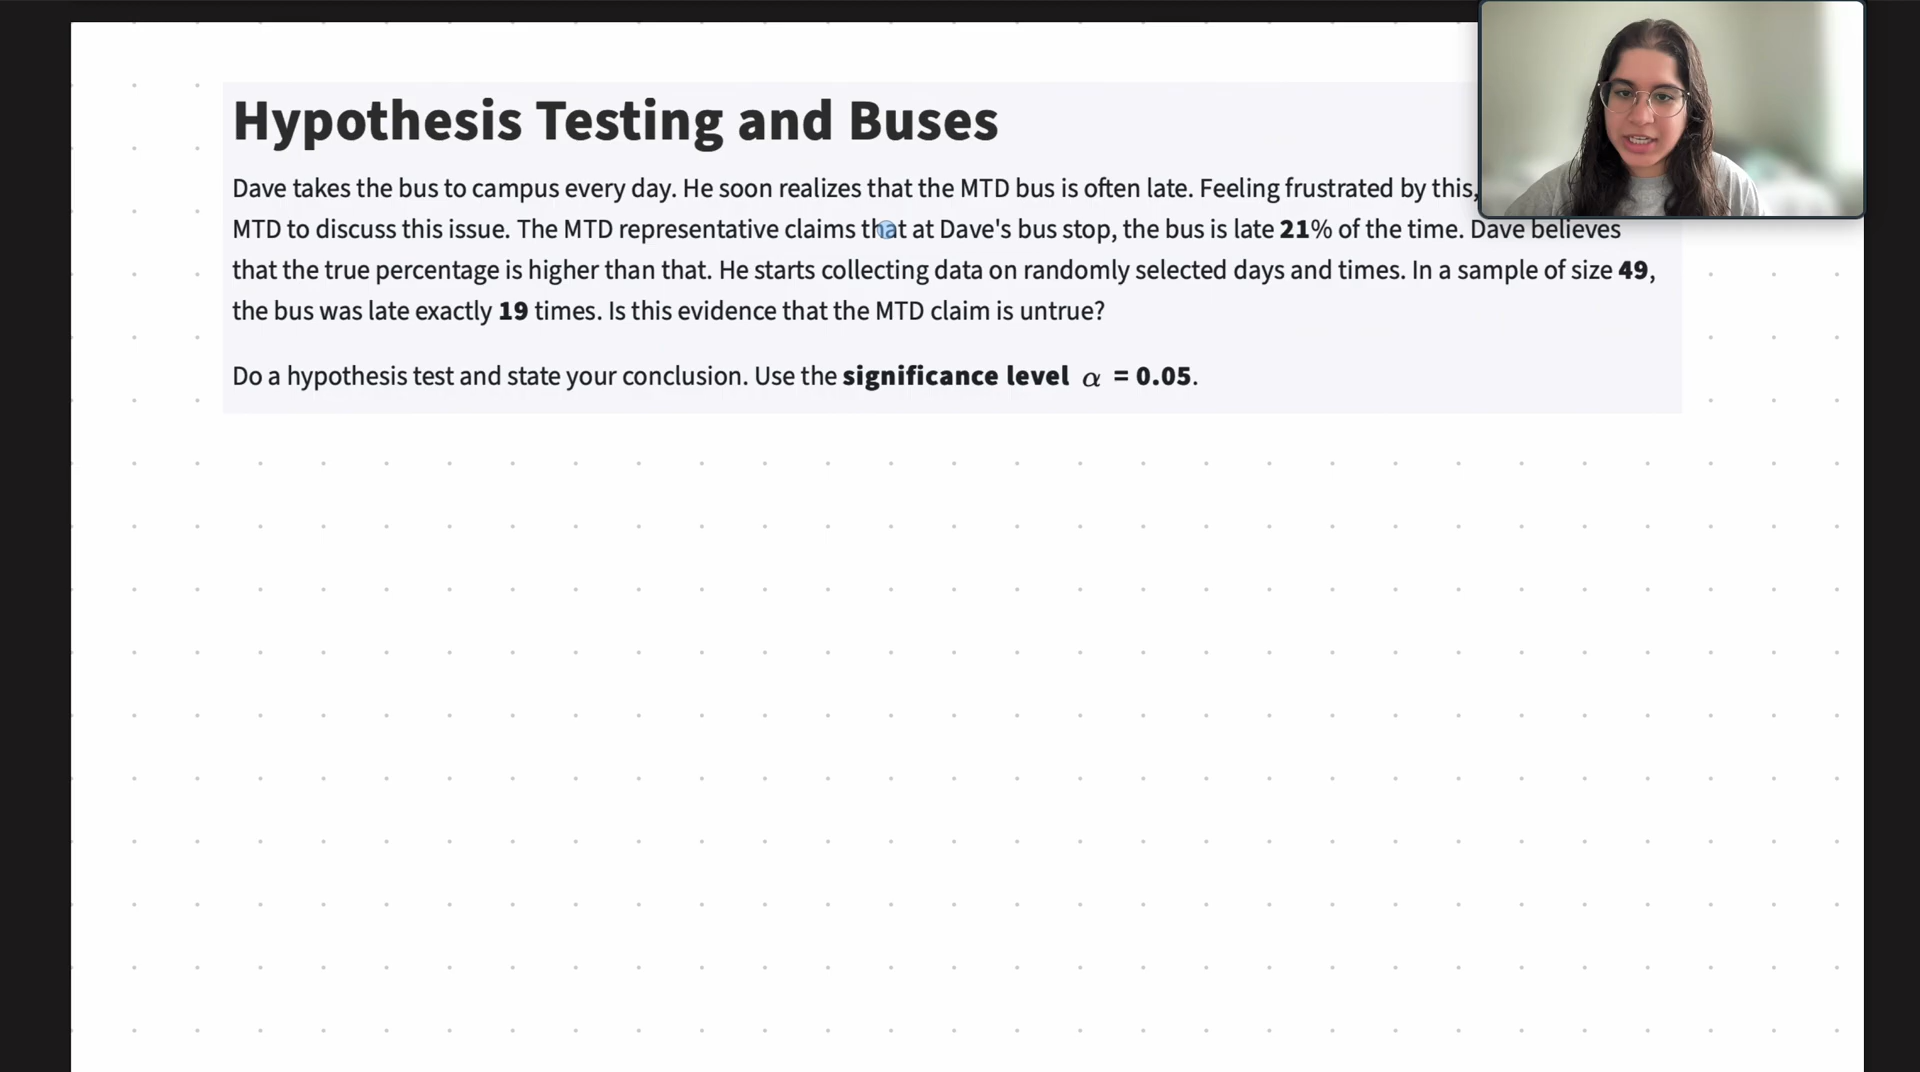 Hypothesis Testing and Buses
Dave takes the bus to campus every day. He soon realizes that the MTD bus is often late. Feeling frustrated by this,
MTD to discuss this issue. The MTD representative claims that at Dave's bus stop, the bus is late 21% of the time. Dave believes
that the true percentage is higher than that. He starts collecting data on randomly selected days and times. In a sample of size 49,
the bus was late exactly 19 times. Is this evidence that the MTD claim is untrue?
Do a hypothesis test and state your conclusion. Use the significance level α = 0.05.